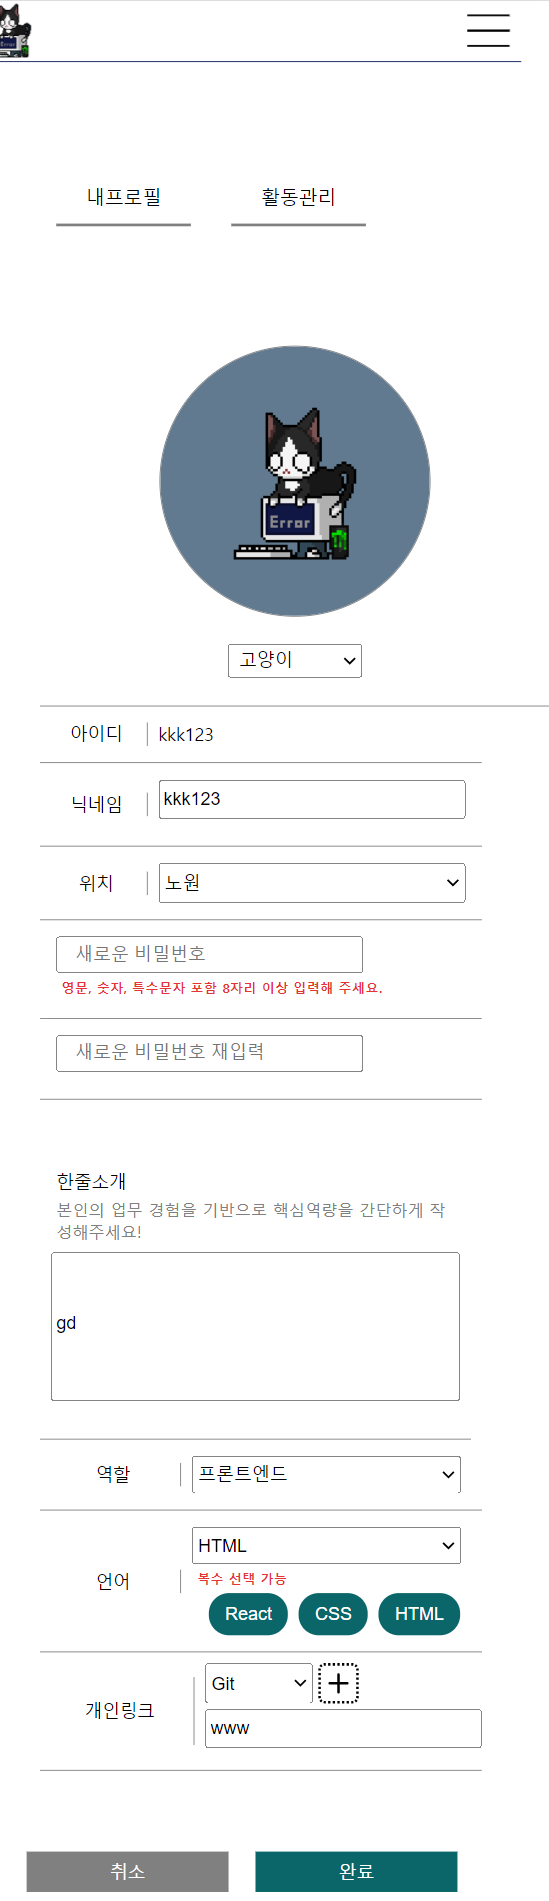 Error
내프로필 활동관리
Error
고양이
아이디 kkk123
닉네임 kkk123
위치 노원
새로운 비밀번호
영문, 숫자, 특수문자 포함 8자리 이상 입력해 주세요.
새로운 비밀번호 재입력
한줄소개
본인의 업무 경험을 기반으로 핵심역량을 간단하게 작
성해주세요!
gd
역할 프론트엔드
HTML
복수 선택 가능
언어
React CSS HTML
Git
개인링크
www
취소 완료